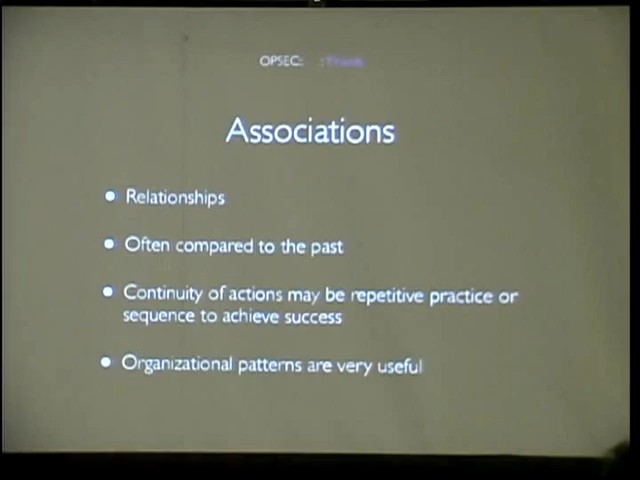 OPSEC:
Associations
Relationships
Often compared to the past
Continuity of actions may be repetitive practice or
sequence to achieve success
Organizational patterns are very useful